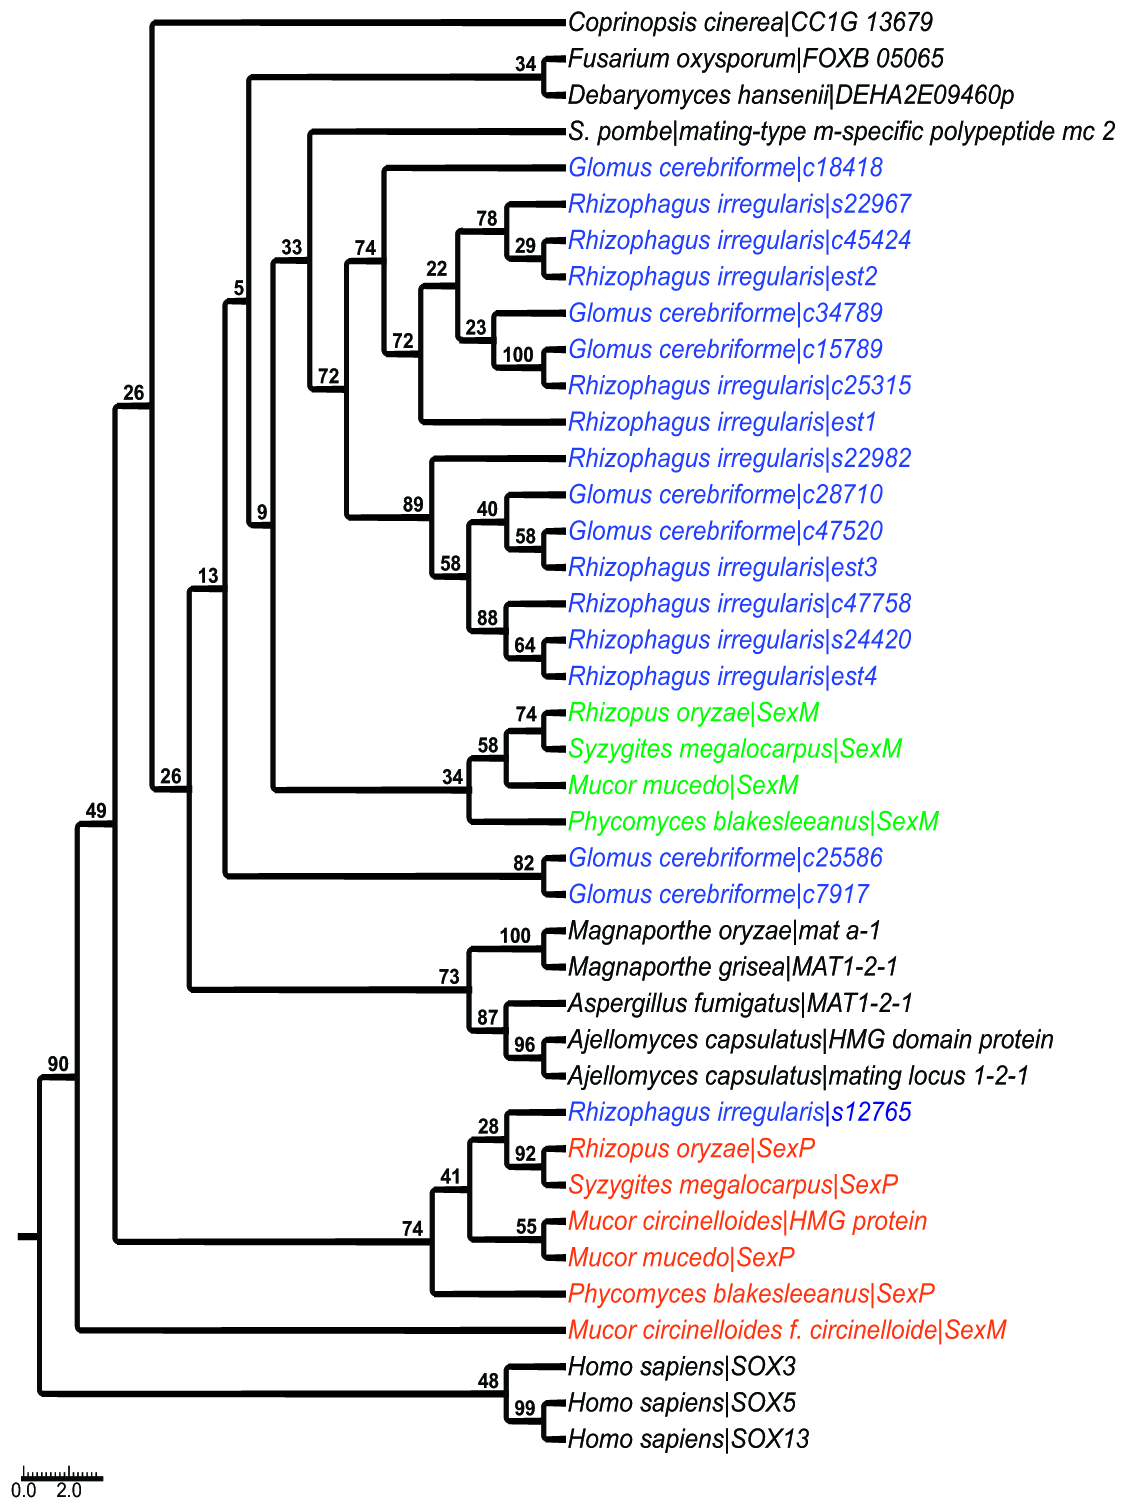 Coprinopsis cinerea|CC1G 13679
34 Fusarium oxysporum|FOXB 05065
Debaryomyces hansenii|DEHA2E09460p
S. pombe|mating-type m-specific polypeptide mc 2
Glomus cerebriforme|c18418
Rhizophagus irregularis|s22967
78
29 Rhizophagus irregularis|c45424
33 74 22
Rhizophagus irregularis|est2
5
Glomus cerebriforme|c34789
23
72 100 Glomus cerebriforme|c15789
72
Rhizophagus irregularis|c25315
26
Rhizophagus irregularis|est1
Rhizophagus irregularis|s22982
Glomus cerebriforme|c28710
9 89 40
58 Glomus cerebriforme|c47520
58
Rhizophagus irregularis|est3
13
Rhizophagus irregularis|c47758
88
64 Rhizophagus irregularis|s24420
Rhizophagus irregularis|est4
74 Rhizopus oryzae|SexM
58
Syzygites megalocarpus|SexM
26 34
Mucor mucedo|SexM
49
Phycomyces blakesleeanus|SexM
82 Glomus cerebriforme|c25586
Glomus cerebriforme|c7917
100 Magnaporthe oryzae|mat a-1
73
Magnaporthe grisea|MAT1-2-1
Aspergillus fumigatus|MAT1-2-1
87
96 Ajellomyces capsulatus|HMG domain protein
90
Ajellomyces capsulatus|mating locus 1-2-1
Rhizophagus irregularis|s12765
28
92 Rhizopus oryzae|SexP
41
Syzygites megalocarpus|SexP
74 55 Mucor circinelloides|HMG protein
Mucor mucedo|SexP
Phycomyces blakesleeanus|SexP
Mucor circinelloides f. circinelloide|SexM
Homo sapiens|SOX3
48
99 Homo sapiens|SOX5
Homo sapiens|SOX13
0.0 2.0